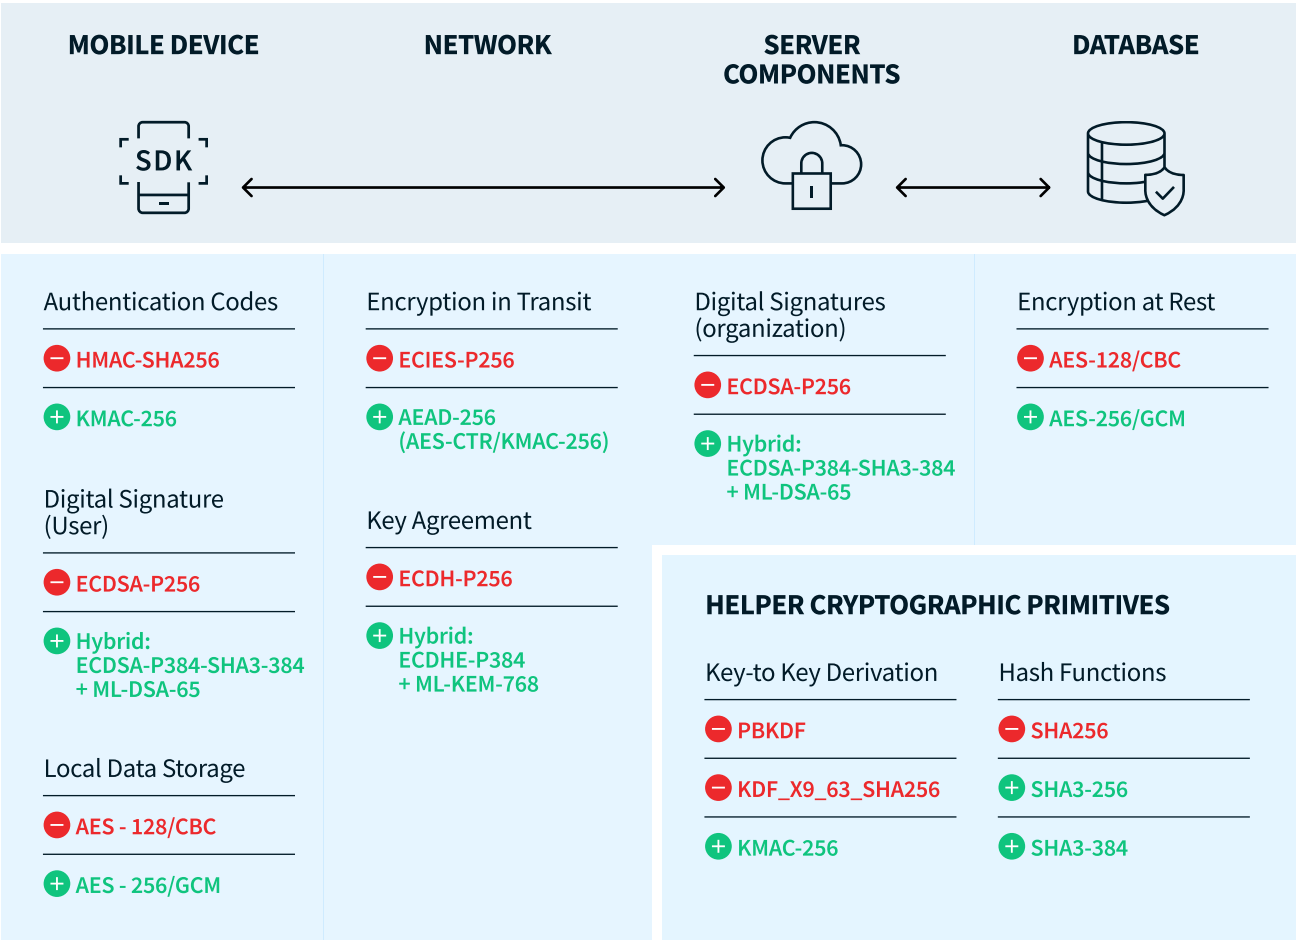 MOBILE DEVICE
NETWORK
SERVER
COMPONENTS
DATABASE
SDK
Authentication Codes
HMAC-SHA256
KMAC-256
Digital Signature
(User)
ECDSA-P256
Hybrid:
ECDSA-P384-SHA3-384
+ ML-DSA-65
Local Data Storage
AES - 128/CBC
AES - 256/GCM
Encryption in Transit
ECIES-P256
AEAD-256
(AES-CTR/KMAC-256)
Key Agreement
ECDH-P256
Hybrid:
ECDHE-P384
+ ML-KEM-768
Digital Signatures
(organization)
ECDSA-P256
Hybrid:
ECDSA-P384-SHA3-384
+ ML-DSA-65
Encryption at Rest
AES-128/CBC
AES-256/GCM
HELPER CRYPTOGRAPHIC PRIMITIVES
Key-to Key Derivation
PBKDF
KDF_X9_63_SHA256
KMAC-256
Hash Functions
SHA256
SHA3-256
SHA3-384